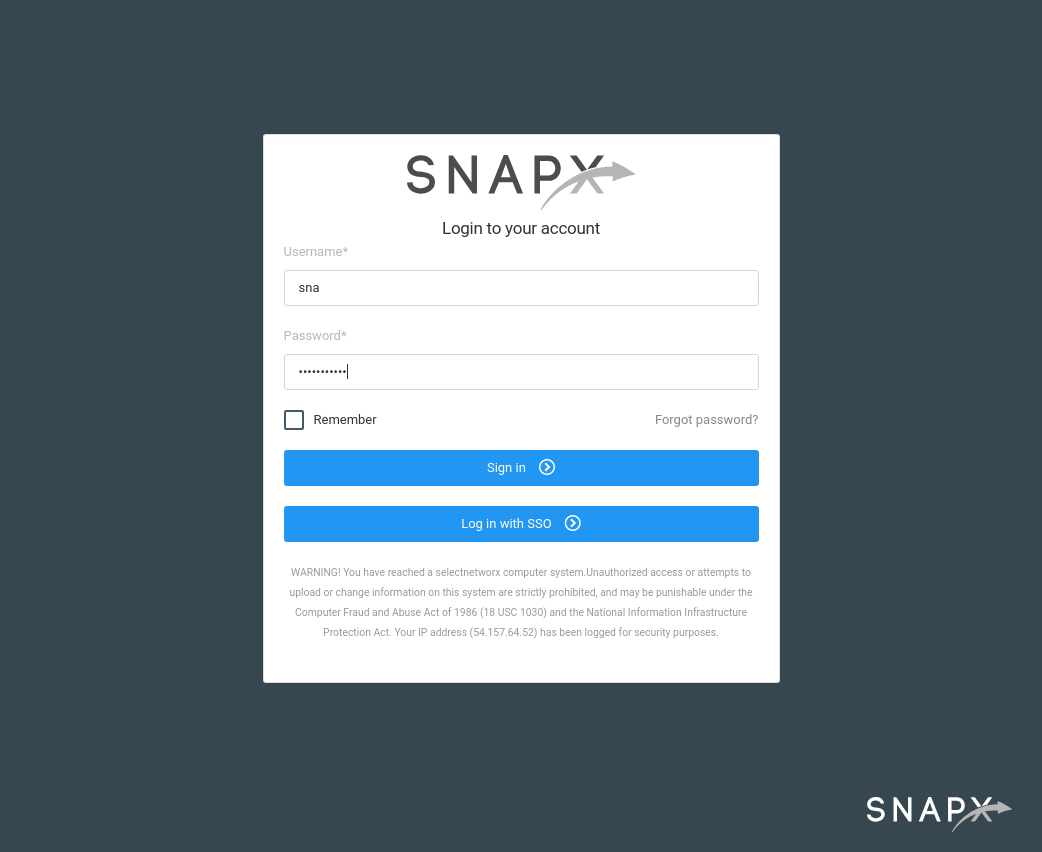 SNAPX
Login to your account
Username*
sna
Password*
•••••••••••
Remember
Forgot password?
Sign in
Log in with SSO
WARNING! You have reached a selectnetworx computer system.Unauthorized access or attempts to
upload or change information on this system are strictly prohibited, and may be punishable under the
Computer Fraud and Abuse Act of 1986 (18 USC 1030) and the National Information Infrastructure
Protection Act. Your IP address (54.157.64.52) has been logged for security purposes.
SNAPX